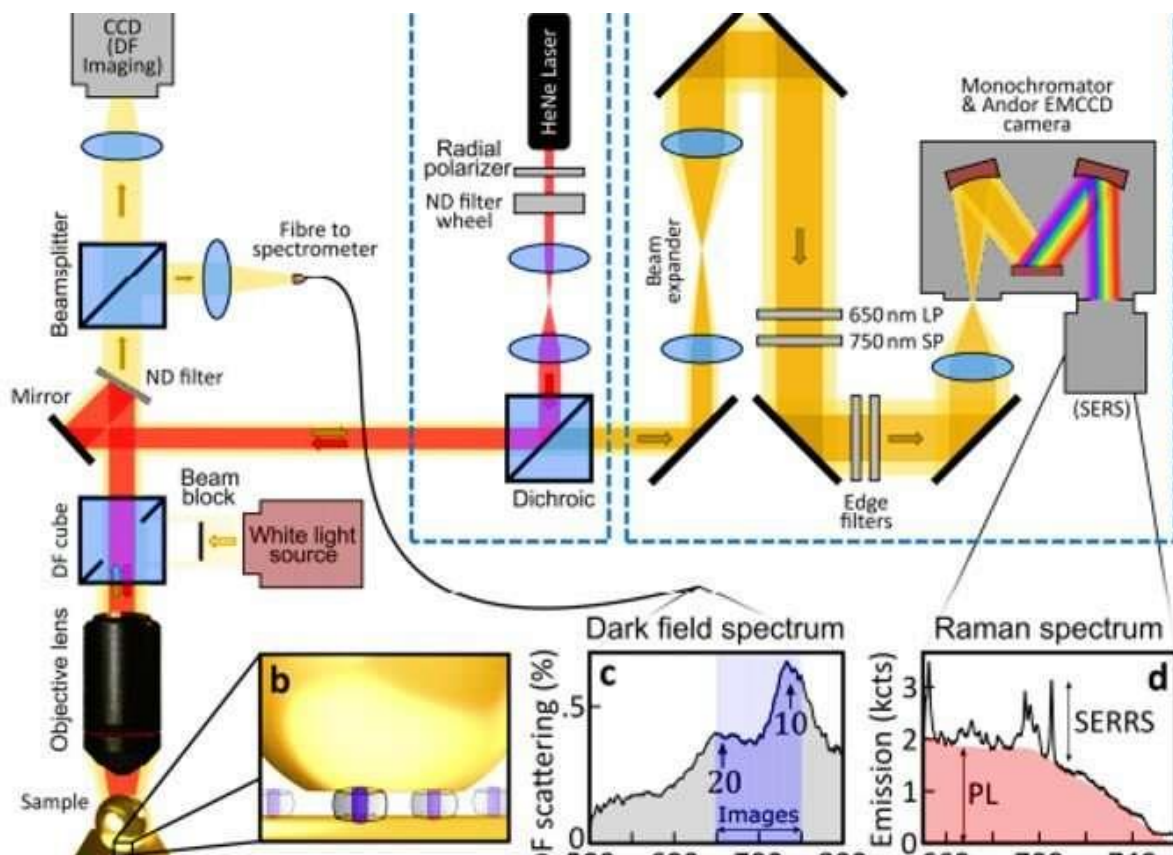 CCD
(DF
Imaging)
HeNe Laser
Radial
polarizer
ND filter
wheel
Fibre to
spectrometer
Beamsplitter
ND filter
Mirror
Beam
block
DF cube
White light
source
Objective lens
Sample
Dichroic
Beam
expander
650 nm LP
750 nm SP
Edge
filters
Monochromator
& Andor EMCCD
camera
(SERS)
b
Dark field spectrum
c
DF scattering (%)
.5
0
20
10
Images
Raman spectrum
d
Emission (kcts)
3
2
1
0
SERRS
PL